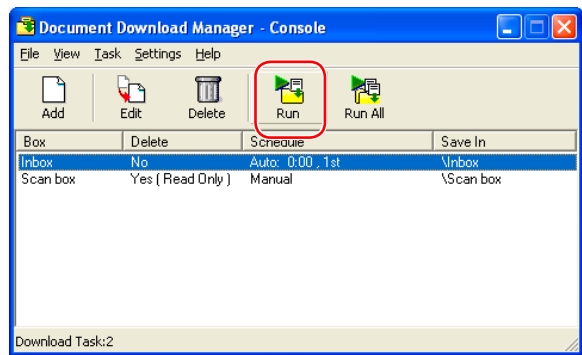 Document Download Manager - Console
File View Task Settings Help
Add Edit Delete Run Run All
Box Delete Schedule Save In
Inbox No Auto: 0:00 , 1st \Inbox
Scan box Yes ( Read Only ) Manual \Scan box
Download Task:2